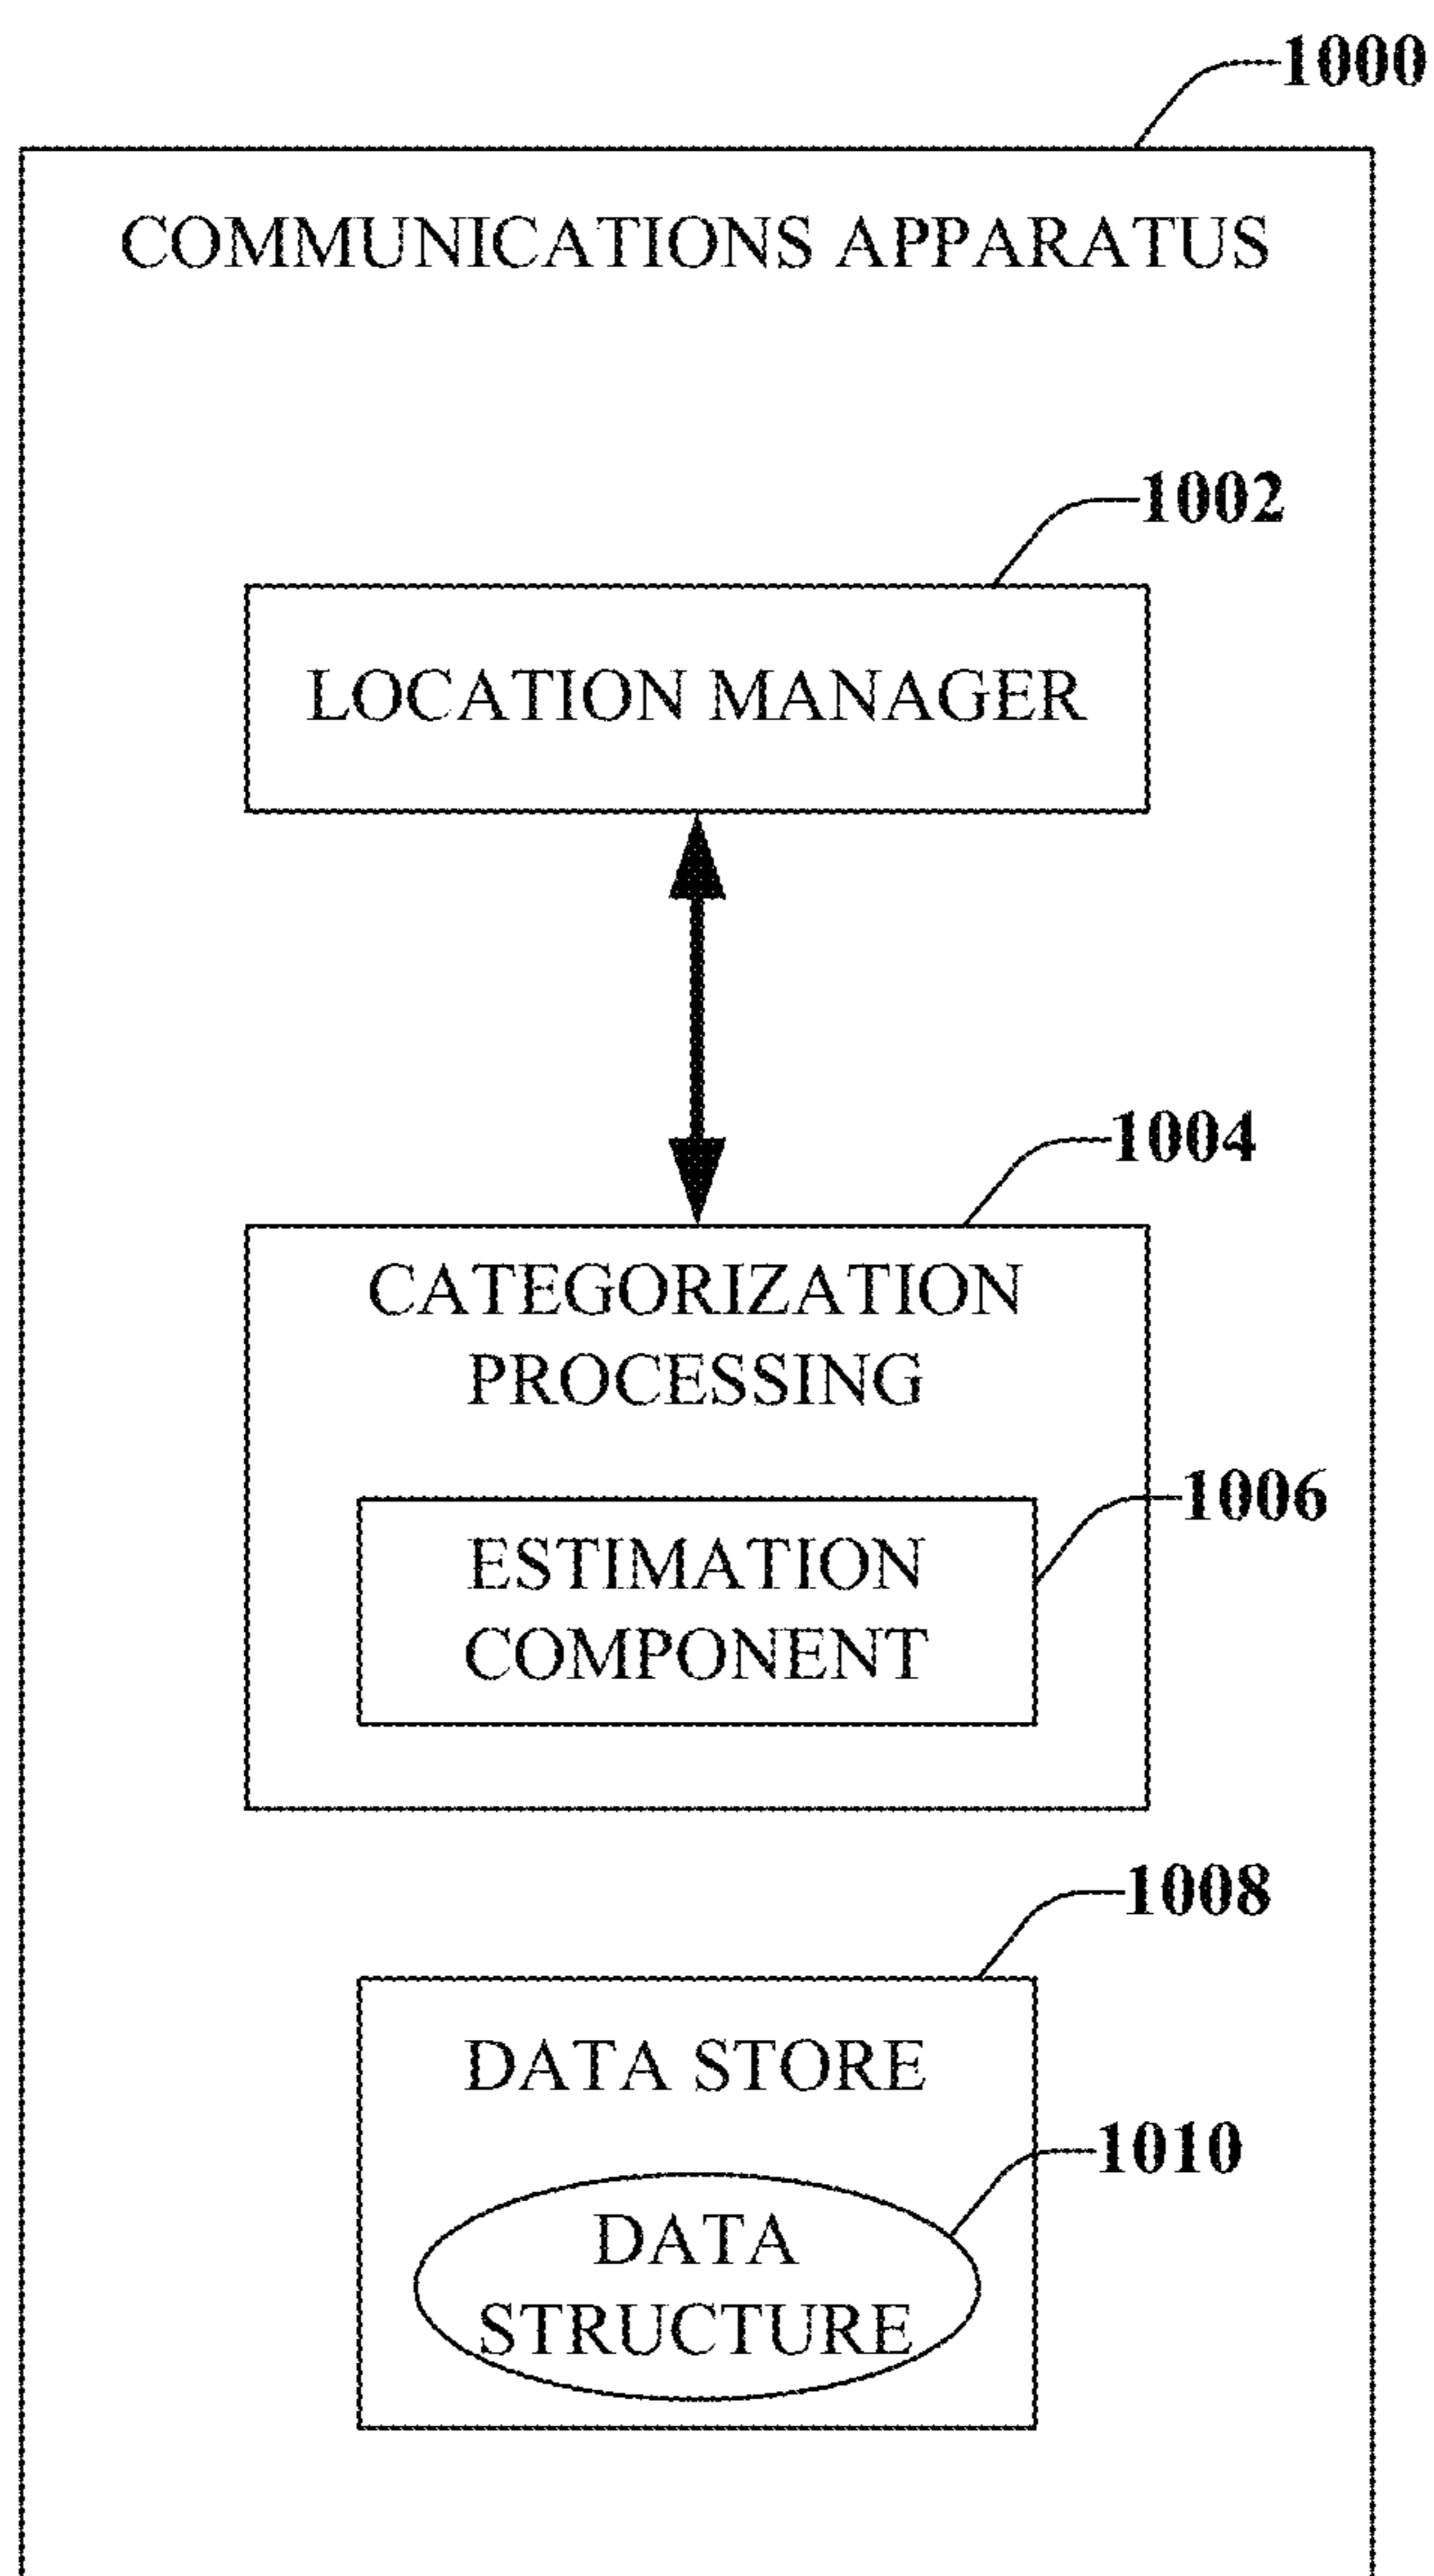 1000
COMMUNICATIONS APPARATUS
1002
LOCATION MANAGER
1004
CATEGORIZATION
PROCESSING
1006
ESTIMATION
COMPONENT
1008
DATA STORE
1010
DATA
STRUCTURE